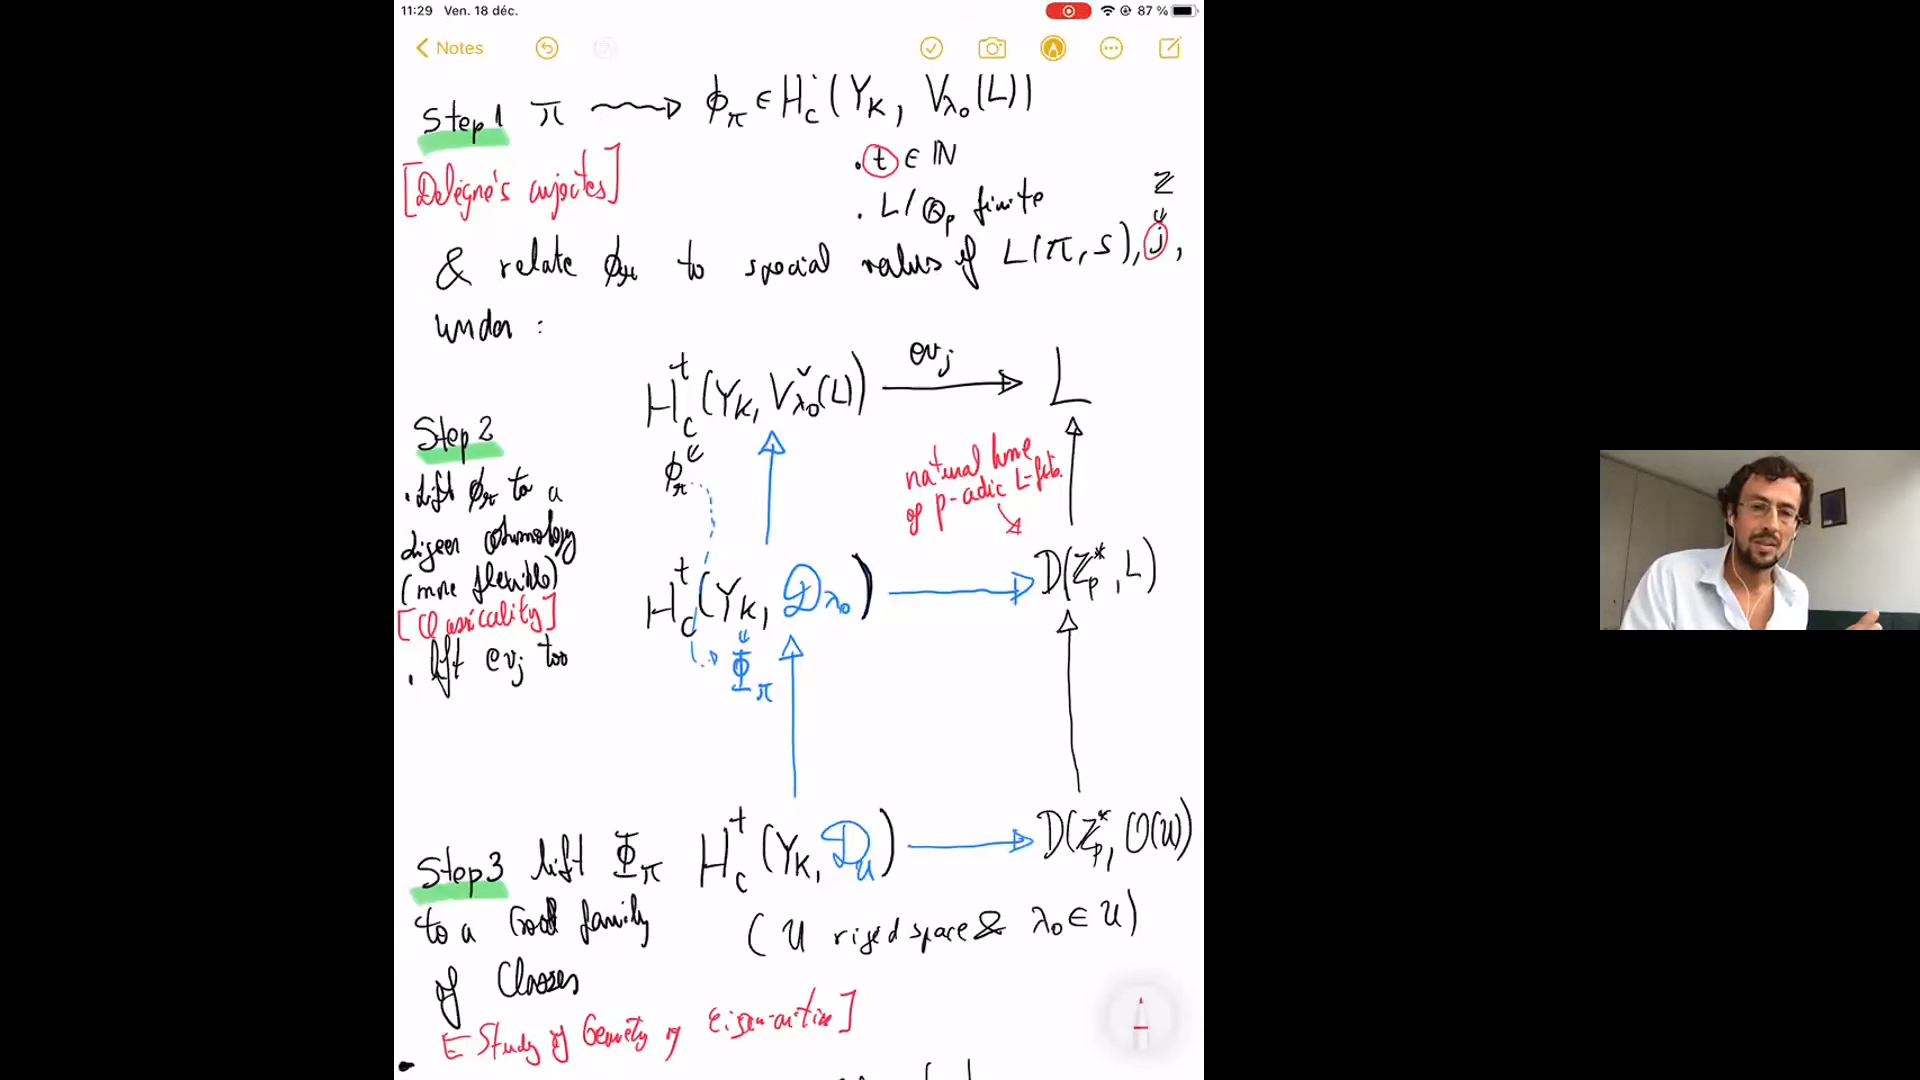 11:29 Ven. 18 déc. 87 %
Notes
Step 1 π ⇝ ϕ_π ∈ H_c^.(Y_K, V_λ₀(L))
. t ∈ ℕ
[Deligne's conjectures]
. L/ℚ_p finite
ℤ
& relate ϕ_π to special values of L(π, s), j,
under :
H_c^t(Y_K, V_λ₀^∨(L)) ev_j L
Step 2
ϕ_π ∈
natural home
of p-adic L-fcts.
. Lift ϕ_π to a
bigger cohomology
(more flexible)
H_c^t(Y_K, 𝒟_λ₀) D(ℤ_p^*, L)
[Classicality]
. lift ev_j too
Φ_π
Step 3 lift Φ_π H_c^t(Y_K, 𝒟_U) D(ℤ_p^*, O(U))
to a Good family
(U rigid space & λ₀ ∈ U)
of Classes
[Study of Geometry of Eigenvarities]